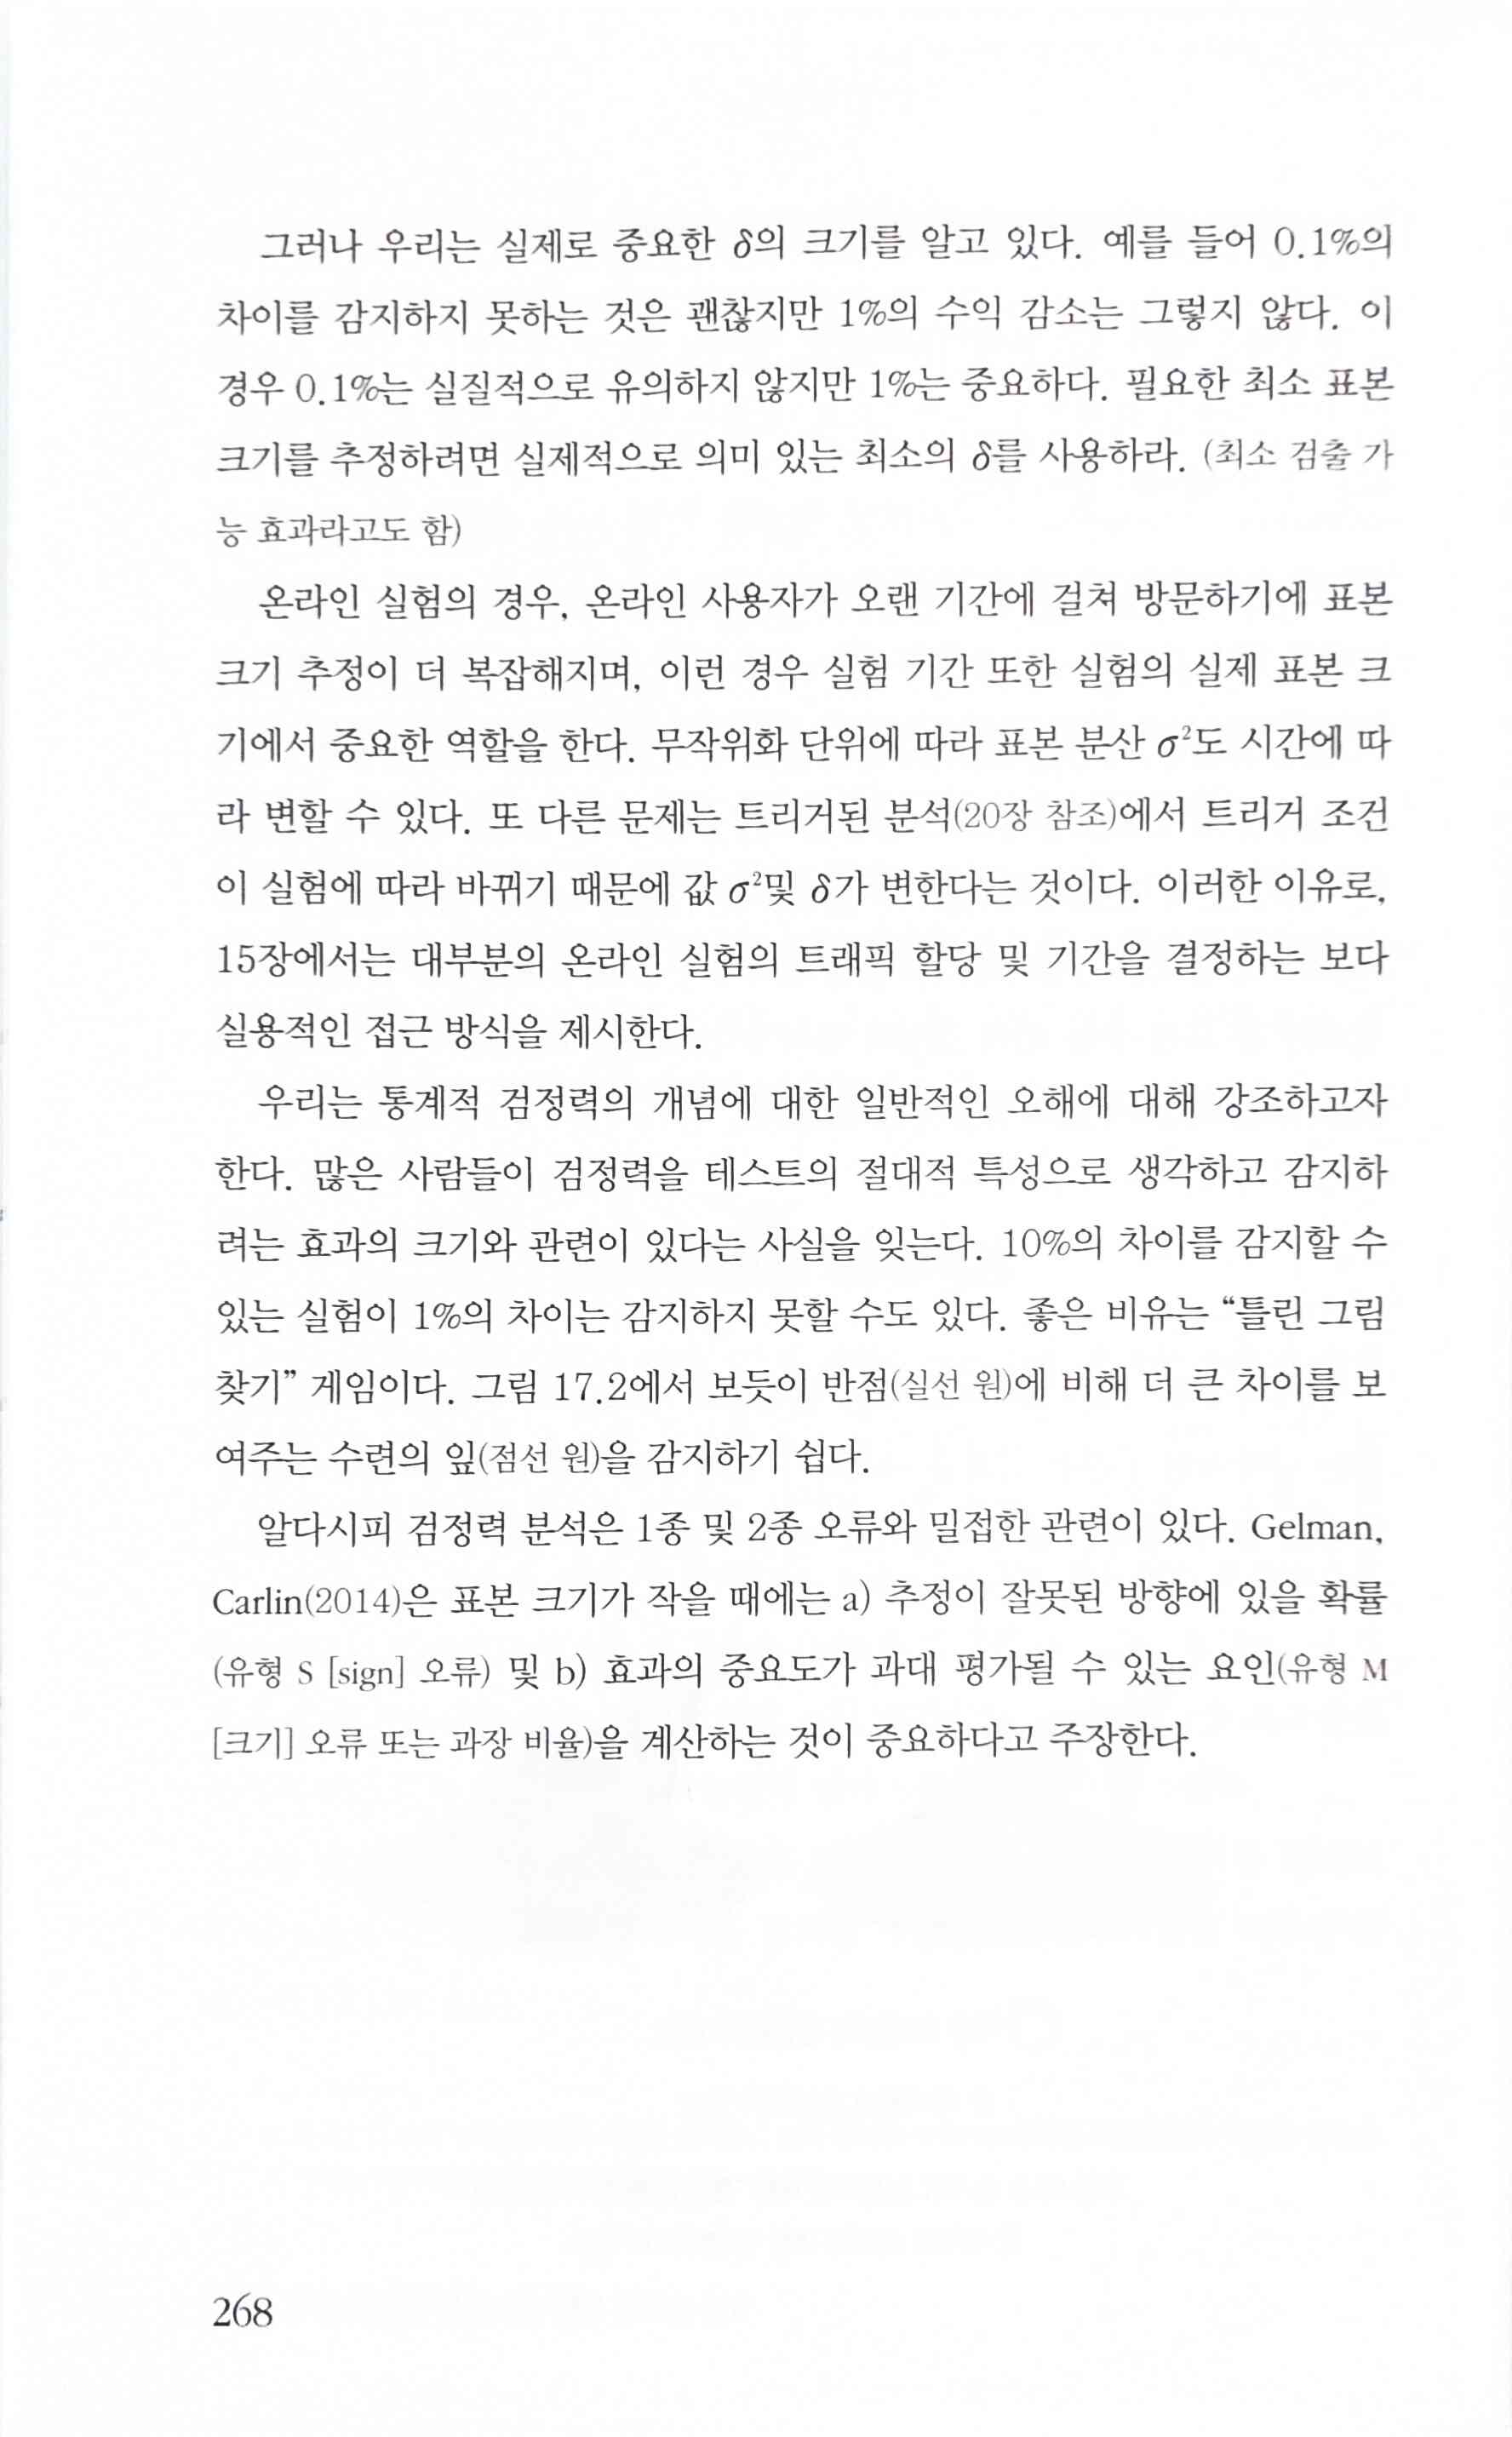 그러나 우리는 실제로 중요한 δ의 크기를 알고 있다. 예를 들어 0.1%의
차이를 감지하지 못하는 것은 괜찮지만 1%의 수익 감소는 그렇지 않다. 이
경우 0.1%는 실질적으로 유의하지 않지만 1%는 중요하다. 필요한 최소 표본
크기를 추정하려면 실제적으로 의미 있는 최소의 δ를 사용하라. (최소 검출 가
능 효과라고도 함)
온라인 실험의 경우, 온라인 사용자가 오랜 기간에 걸쳐 방문하기에 표본
크기 추정이 더 복잡해지며, 이런 경우 실험 기간 또한 실험의 실제 표본 크
기에서 중요한 역할을 한다. 무작위화 단위에 따라 표본 분산 σ²도 시간에 따
라 변할 수 있다. 또 다른 문제는 트리거된 분석(20장 참조)에서 트리거 조건
이 실험에 따라 바뀌기 때문에 값 σ²및 δ가 변한다는 것이다. 이러한 이유로,
15장에서는 대부분의 온라인 실험의 트래픽 할당 및 기간을 결정하는 보다
실용적인 접근 방식을 제시한다.
우리는 통계적 검정력의 개념에 대한 일반적인 오해에 대해 강조하고자
한다. 많은 사람들이 검정력을 테스트의 절대적 특성으로 생각하고 감지하
려는 효과의 크기와 관련이 있다는 사실을 잊는다. 10%의 차이를 감지할 수
있는 실험이 1%의 차이는 감지하지 못할 수도 있다. 좋은 비유는 “틀린 그림
찾기” 게임이다. 그림 17.2에서 보듯이 반점(실선 원)에 비해 더 큰 차이를 보
여주는 수련의 잎(점선 원)을 감지하기 쉽다.
알다시피 검정력 분석은 1종 및 2종 오류와 밀접한 관련이 있다. Gelman,
Carlin(2014)은 표본 크기가 작을 때에는 a) 추정이 잘못된 방향에 있을 확률
(유형 S [sign] 오류) 및 b) 효과의 중요도가 과대 평가될 수 있는 요인(유형 M
[크기] 오류 또는 과장 비율)을 계산하는 것이 중요하다고 주장한다.
268